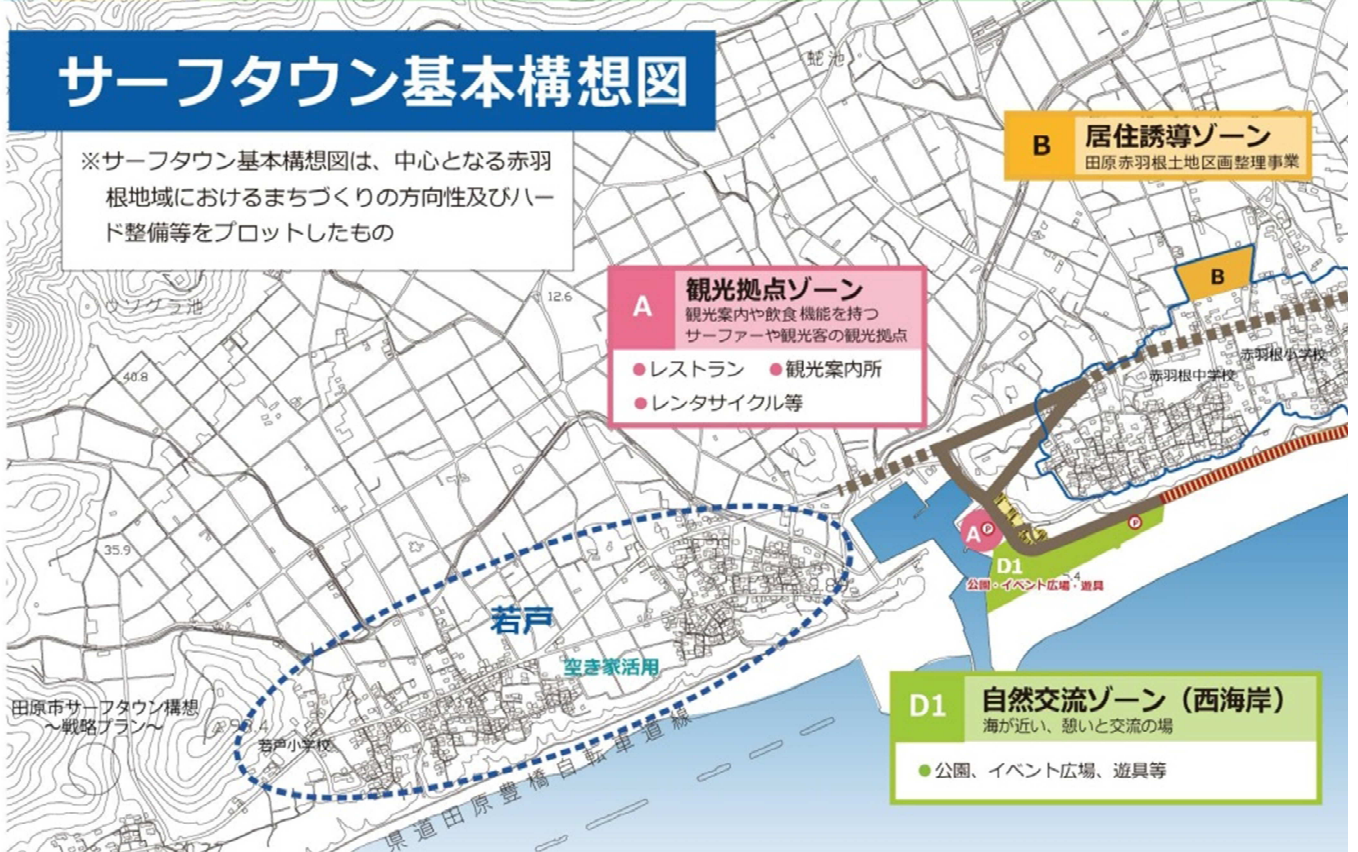 サーフタウン基本構想図
※サーフタウン基本構想図は、中心となる赤羽
根地域におけるまちづくりの方向性及びハー
ド整備等をプロットしたもの
蛇池
B
居住誘導ゾーン
田原赤羽根土地区画整理事業
B
A
観光拠点ゾーン
観光案内や飲食機能を持つ
サーファーや観光客の観光拠点
●レストラン ●観光案内所
●レンタサイクル等
ウソグラ池
12.6
40.8
35.9
赤羽根小学校
赤羽根中学校
A P
P
D1
公園・イベント広場・遊具
若戸
空き家活用
田原市サーフタウン構想
～戦略プラン～
若戸小学校
県道田原豊橋自転車道線
D1
自然交流ゾーン（西海岸）
海が近い、憩いと交流の場
●公園、イベント広場、遊具等